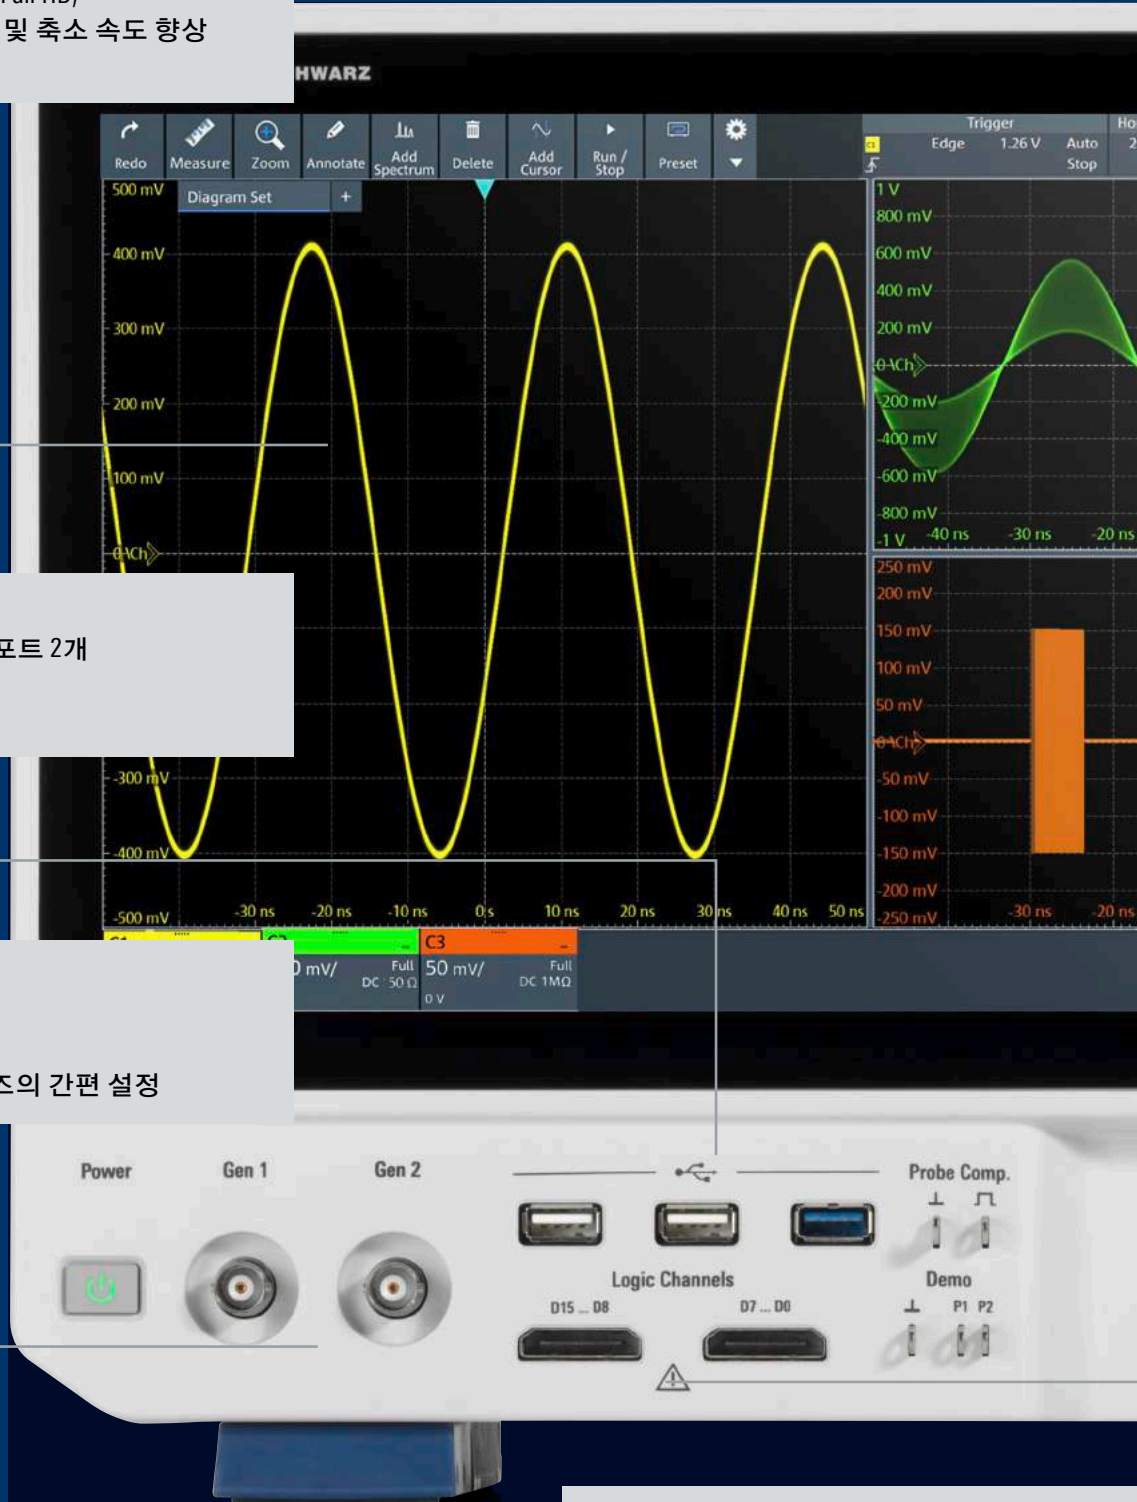 및 축소 속도 향상
HWARZ
Redo
Measure
Zoom
Annotate
Add Spectrum
Delete
Add Cursor
Run / Stop
Preset
Trigger
C1
Edge
1.26 V
Auto
Stop
2
Diagram Set
+
500 mV
400 mV
300 mV
200 mV
100 mV
-300 mV
-400 mV
-500 mV
-30 ns
-20 ns
-10 ns
0 s
10 ns
20 ns
30 ns
40 ns
50 ns
1 V
800 mV
600 mV
400 mV
200 mV
-200 mV
-400 mV
-600 mV
-800 mV
-1 V
-40 ns
-30 ns
-20 ns
250 mV
200 mV
150 mV
100 mV
50 mV
-50 mV
-100 mV
-150 mV
-200 mV
-250 mV
-30 ns
-20 ns
포트 2개
mV/
Full
DC 50 Ω
C3
50 mV/
Full
DC 1MΩ
0 V
의 간편 설정
Power
Gen 1
Gen 2
Probe Comp.
Logic Channels
D15 ... D8
D7 ... D0
Demo
P1 P2